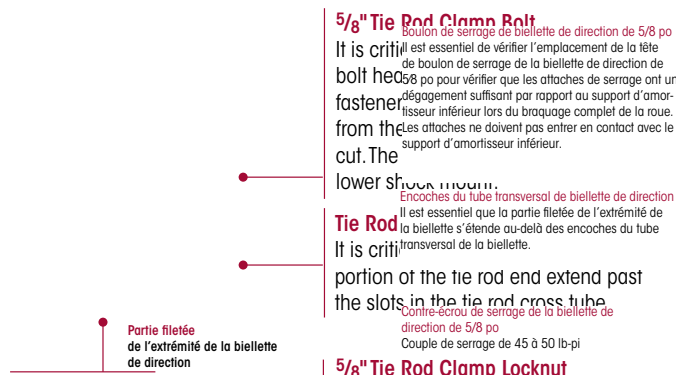 5/8" Tie Rod Clamp Bolt
It is criti
bolt hea
fastener
from the
cut. The
lower shock mount.
Boulon de serrage de biellette de direction de 5/8 po
Il est essentiel de vérifier l'emplacement de la tête
de boulon de serrage de la biellette de direction de
5/8 po pour vérifier que les attaches de serrage ont un
dégagement suffisant par rapport au support d'amor-
tisseur inférieur lors du braquage complet de la roue.
Les attaches ne doivent pas entrer en contact avec le
support d'amortisseur inférieur.
Encoches du tube transversal de biellette de direction
Il est essentiel que la partie filetée de l'extrémité de
la biellette s'étende au-delà des encoches du tube
transversal de la biellette.
Tie Rod
It is criti
portion of the tie rod end extend past
the slots in the tie rod cross tube
Contre-écrou de serrage de la biellette de
direction de 5/8 po
Couple de serrage de 45 à 50 lb-pi
Partie filetée
de l'extrémité de la biellette
de direction
5/8" Tie Rod Clamp Locknut